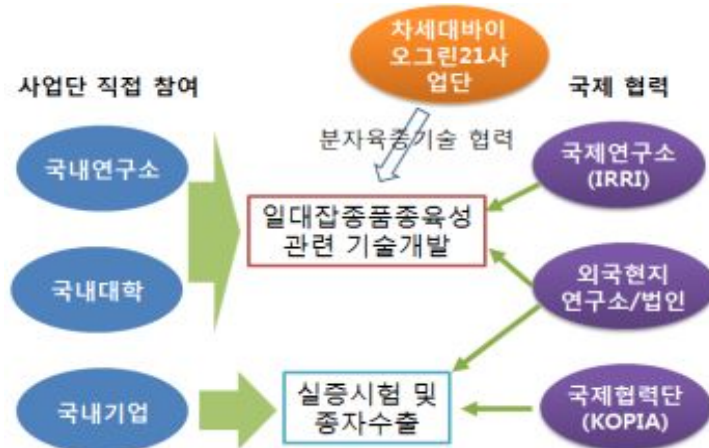 차세대바이
오그린21사
업단
사업단 직접 참여
국제 협력
분자육종기술 협력
국내연구소
국제연구소
(IRRI)
일대잡종품종육성
관련 기술개발
국내대학
외국현지
연구소/법인
국내기업
실증시험 및
종자수출
국제협력단
(KOPIA)